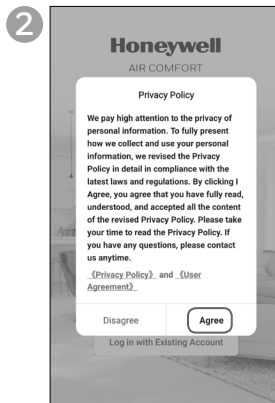 2
Honeywell
AIR COMFORT
Privacy Policy
We pay high attention to the privacy of
personal information. To fully present
how we collect and use your personal
information, we revised the Privacy
Policy in detail in compliance with the
latest laws and regulations. By clicking I
Agree, you agree that you have fully read,
understood, and accepted all the content
of the revised Privacy Policy. Please take
your time to read the Privacy Policy. If
you have any questions, please contact
us anytime.
《Privacy Policy》 and 《User
Agreement》
Disagree
Agree
Log in with Existing Account